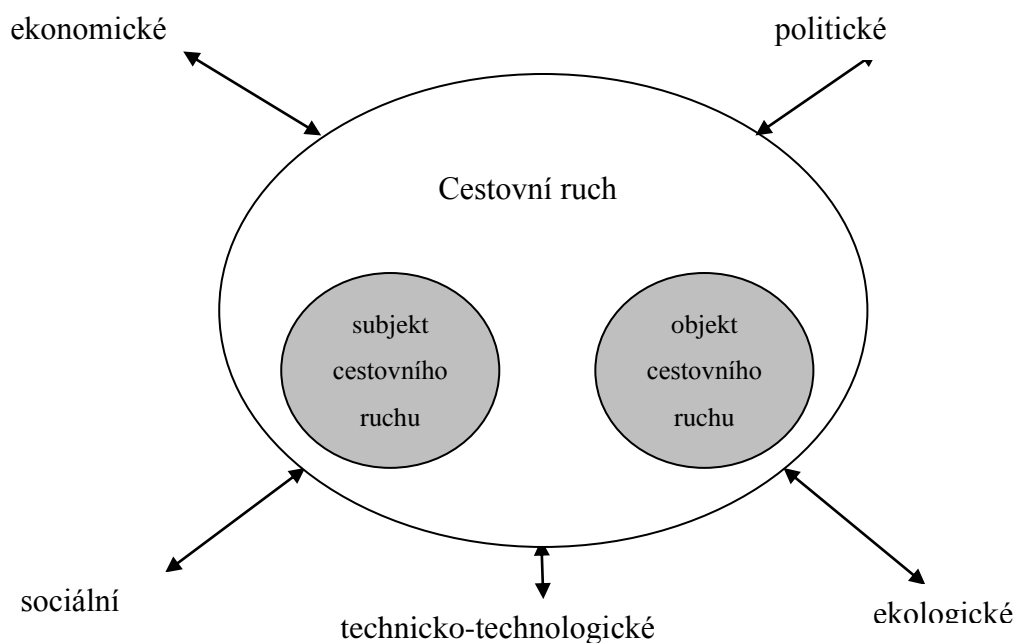 ekonomické
politické
Cestovní ruch
subjekt
cestovního
ruchu
objekt
cestovního
ruchu
sociální
technicko-technologické
ekologické